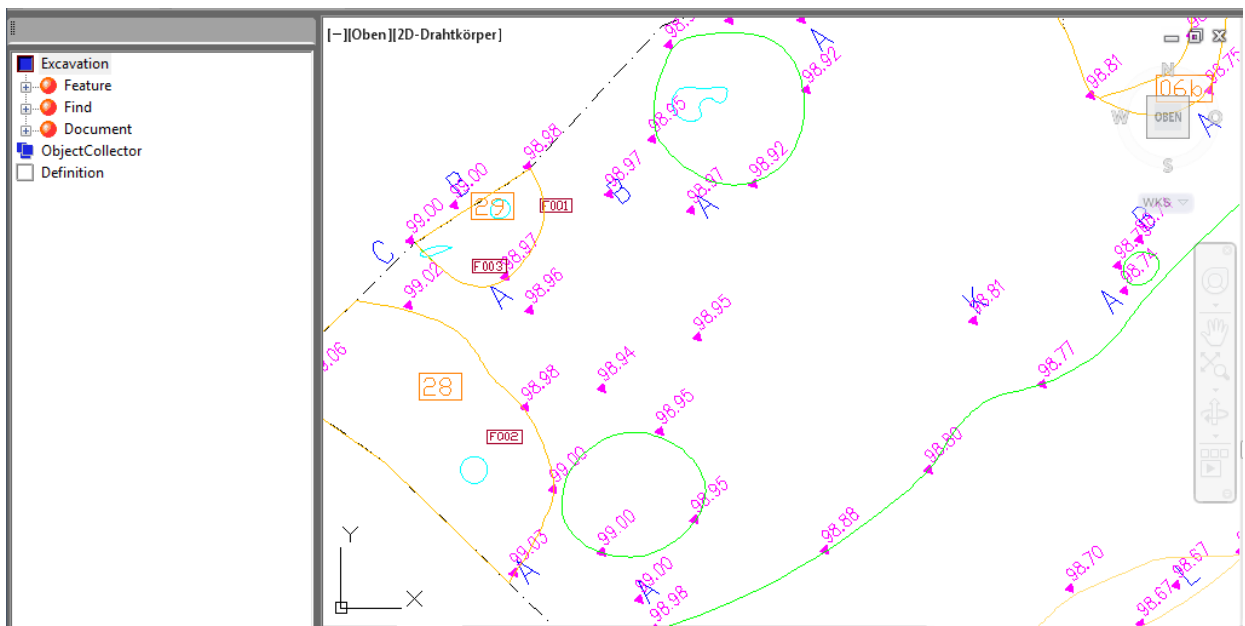 [−][Oben][2D-Drahtkörper]
Excavation
Feature
Find
Document
ObjectCollector
Definition
A
98.92
98.81
98.75
06b
N
W
OBEN
O
S
A
WKS
98.95
98.98
98.97
98.92
98.97
B
A
B
99.00
29
F001
99.00
C
F003
98.97
A
99.02
98.96
B
98.74
A
K
98.81
98.95
98.94
98.77
28
98.98
F002
98.95
98.80
99.00
98.95
99.00
98.88
99.03
A
99.00
A
98.98
98.70
98.67
L
98.67
Y
X